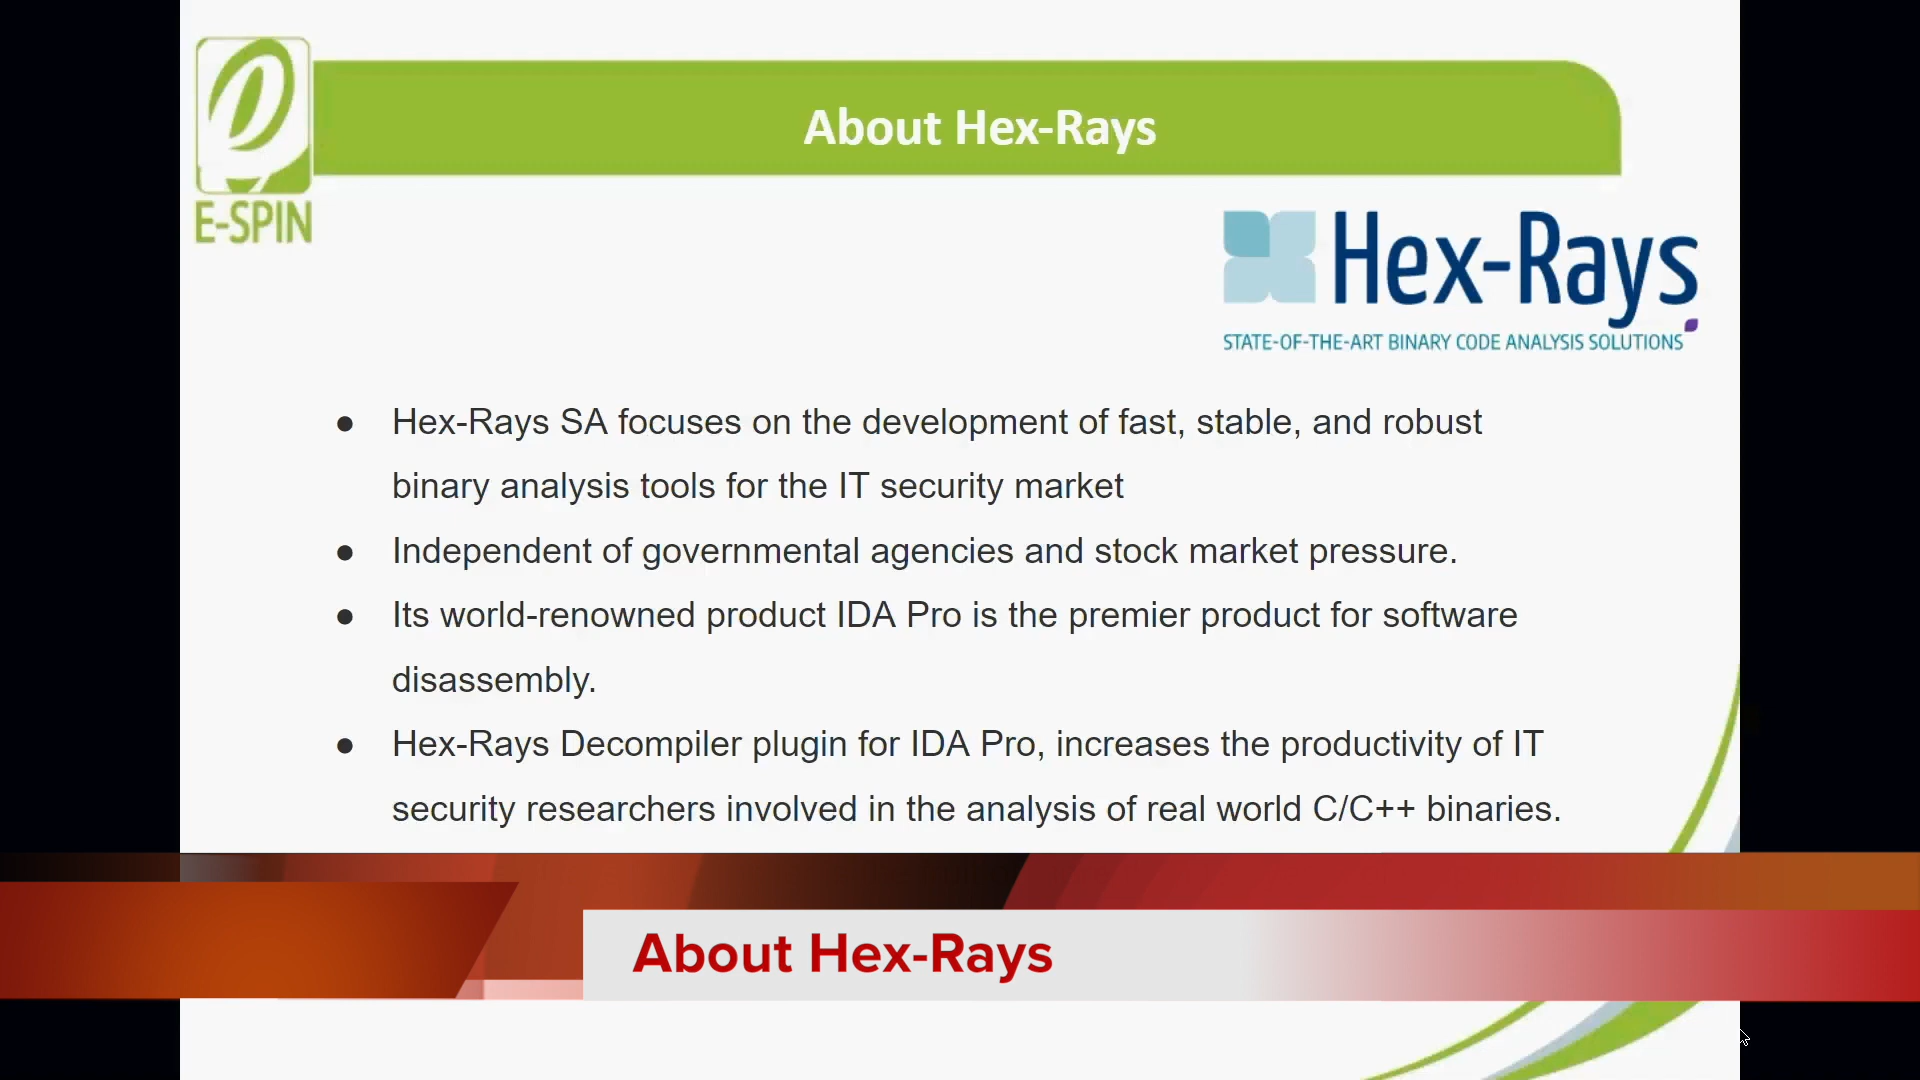 About Hex-Rays
E-SPIN
Hex-Rays
STATE-OF-THE-ART BINARY CODE ANALYSIS SOLUTIONS
● Hex-Rays SA focuses on the development of fast, stable, and robust
binary analysis tools for the IT security market
● Independent of governmental agencies and stock market pressure.
● Its world-renowned product IDA Pro is the premier product for software
disassembly.
● Hex-Rays Decompiler plugin for IDA Pro, increases the productivity of IT
security researchers involved in the analysis of real world C/C++ binaries.
About Hex-Rays